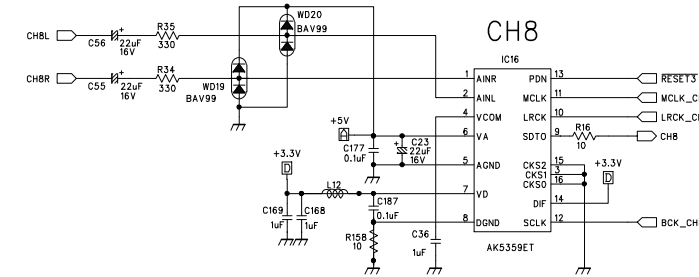 CH8
IC16
CH8L
C56
+
22uF
16V
R35
330
WD20
BAV99
CH8R
C55
+
22uF
16V
R34
330
WD19
BAV99
1 AINR
2 AINL
4 VCOM
6 VA
5 AGND
7 VD
8 DGND
PDN 13
MCLK 11
LRCK 10
SDTO 9
CKS2 15
CKS1 3
CKS0 16
DIF 14
SCLK 12
AK5359ET
RESET3
MCLK_C
LRCK_C
R16
10
CH8
+3.3V
D
BCK_CH
+5V
A
C177
0.1uF
+
C23
22uF
16V
+3.3V
D
L12
C169
1uF
C168
1uF
C187
0.1uF
R158
10
C36
1uF